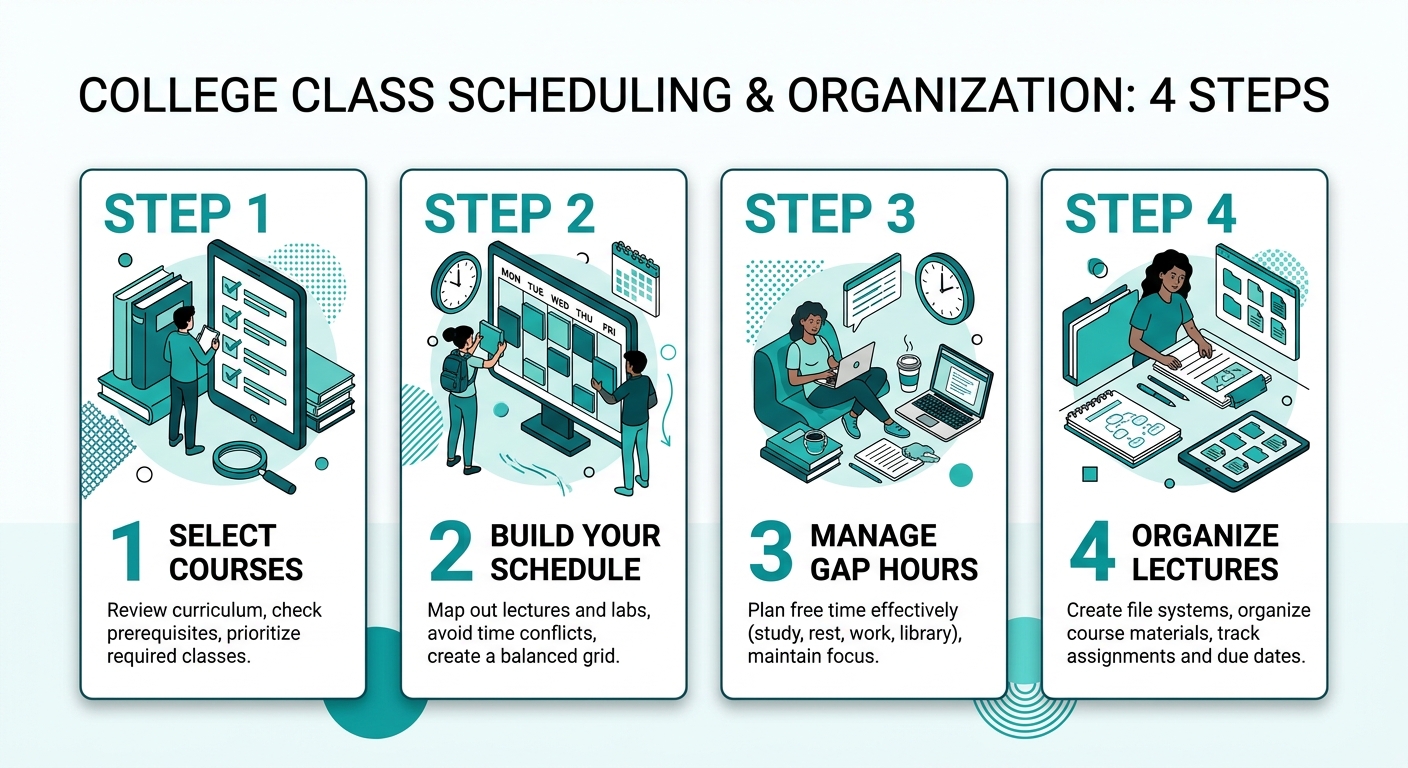 COLLEGE CLASS SCHEDULING & ORGANIZATION: 4 STEPS
STEP 1
1 SELECT
COURSES
Review curriculum, check
prerequisites, prioritize
required classes.
STEP 2
MON TUE WED THU FRI
2 BUILD YOUR
SCHEDULE
Map out lectures and labs,
avoid time conflicts,
create a balanced grid.
STEP 3
3 MANAGE
GAP HOURS
Plan free time effectively
(study, rest, work, library),
maintain focus.
STEP 4
4 ORGANIZE
LECTURES
Create file systems, organize
course materials, track
assignments and due dates.